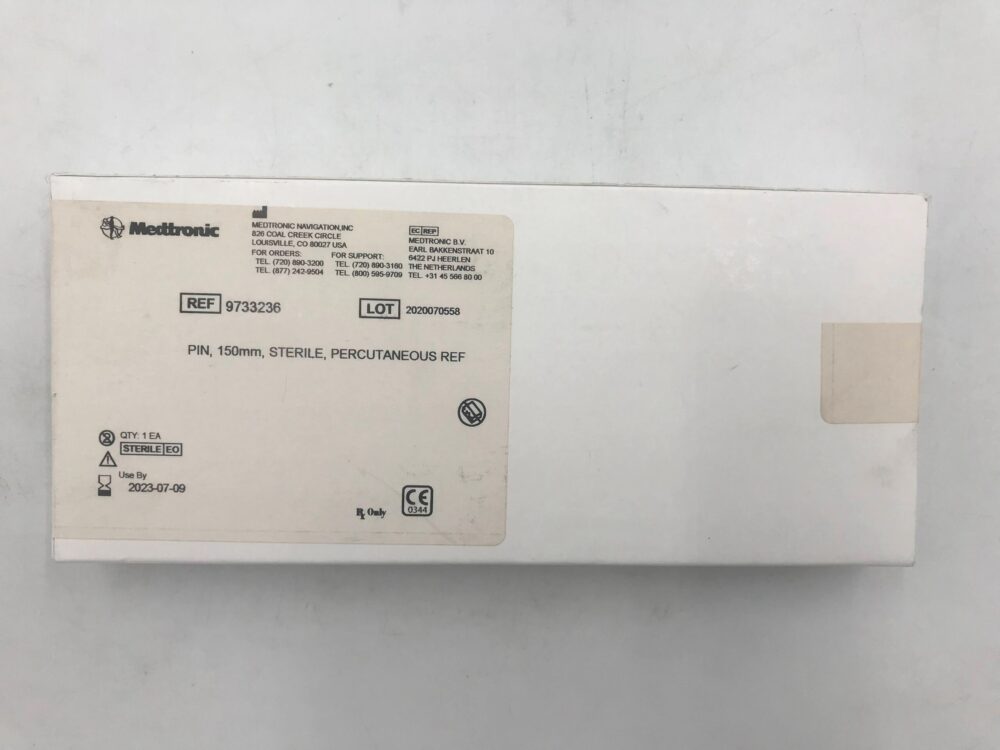 Medtronic
MEDTRONIC NAVIGATION,INC
826 COAL CREEK CIRCLE
LOUISVILLE, CO 80027 USA
FOR ORDERS:
TEL. (720) 890-3200
TEL. (877) 242-9504
FOR SUPPORT:
TEL. (720) 890-3160
TEL. (800) 595-9709
EC REP
MEDTRONIC B.V.
EARL BAKKENSTRAAT 10
6422 PJ HEERLEN
THE NETHERLANDS
TEL. +31 45 566 80 00
REF 9733236
LOT 2020070558
PIN, 150mm, STERILE, PERCUTANEOUS REF
2
QTY: 1 EA
STERILE EO
Use By
2023-07-09
Rx Only
CE
0344